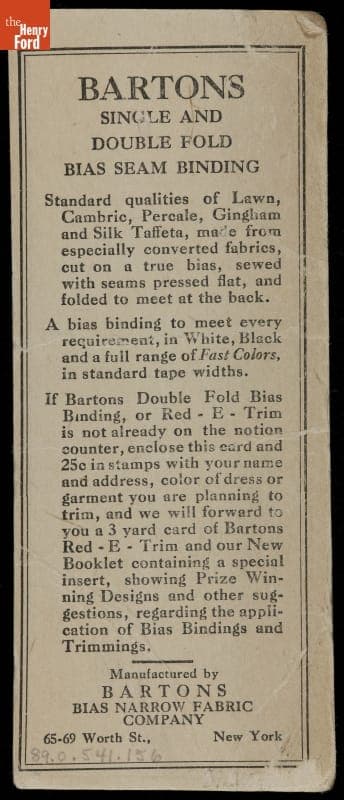 the
Henry
Ford
BARTONS
SINGLE AND
DOUBLE FOLD
BIAS SEAM BINDING
Standard qualities of Lawn,
Cambric, Percale, Gingham
and Silk Taffeta, made from
especially converted fabrics,
cut on a true bias, sewed
with seams pressed flat, and
folded to meet at the back.
A bias binding to meet every
requirement, in White, Black
and a full range of Fast Colors,
in standard tape widths.
If Bartons Double Fold Bias
Binding, or Red - E - Trim
is not already on the notion
counter, enclose this card and
25c in stamps with your name
and address, color of dress or
garment you are planning to
trim, and we will forward to
you a 3 yard card of Bartons
Red - E - Trim and our New
Booklet containing a special
insert, showing Prize Win-
ning Designs and other sug-
gestions, regarding the appli-
cation of Bias Bindings and
Trimmings.
Manufactured by
BARTONS
BIAS NARROW FABRIC
COMPANY
65-69 Worth St., New York
89.0.541.156